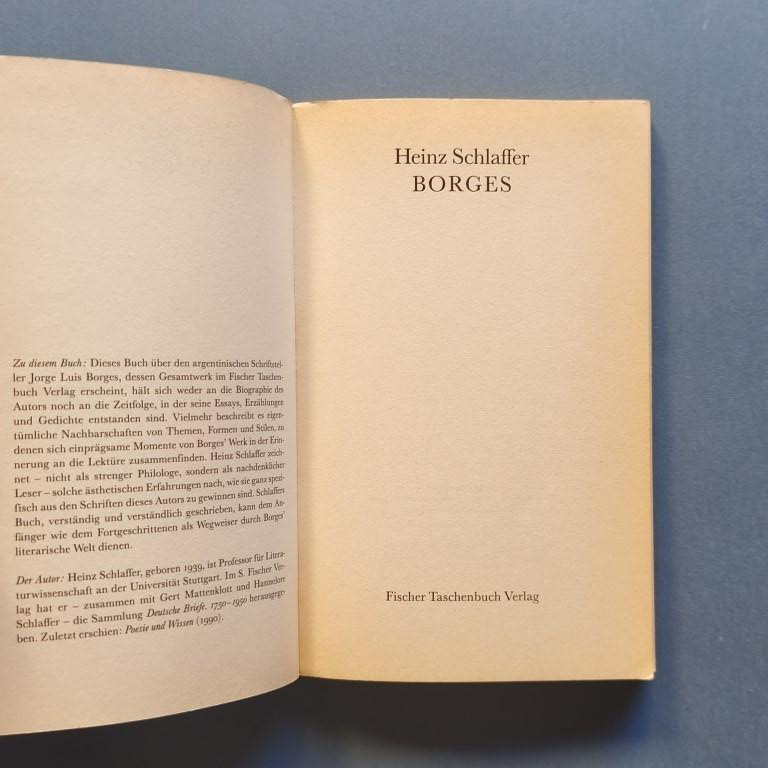 Zu diesem Buch: Dieses Buch über den argentinischen Schriftstel-
ler Jorge Luis Borges, dessen Gesamtwerk im Fischer Taschen-
buch Verlag erscheint, hält sich weder an die Biographie des
Autors noch an die Zeitfolge, in der seine Essays, Erzählungen
und Gedichte entstanden sind. Vielmehr beschreibt es eigen-
tümliche Nachbarschaften von Themen, Formen und Stilen, zu
denen sich einprägsame Momente von Borges' Werk in der Erin-
nerung an die Lektüre zusammenfinden. Heinz Schlaffer zeich-
net – nicht als strenger Philologe, sondern als nachdenklicher
Leser – solche ästhetischen Erfahrungen nach, wie sie ganz spezi-
fisch aus den Schriften dieses Autors zu gewinnen sind. Schlaffers
Buch, verständig und verständlich geschrieben, kann dem An-
fänger wie dem Fortgeschrittenen als Wegweiser durch Borges'
literarische Welt dienen.
Der Autor: Heinz Schlaffer, geboren 1939, ist Professor für Litera-
turwissenschaft an der Universität Stuttgart. Im S. Fischer Ver-
lag hat er – zusammen mit Gert Mattenklott und Hannelore
Schlaffer – die Sammlung Deutsche Briefe. 1750–1950 herausgege-
ben. Zuletzt erschien: Poesie und Wissen (1990).
Heinz Schlaffer
BORGES
Fischer Taschenbuch Verlag